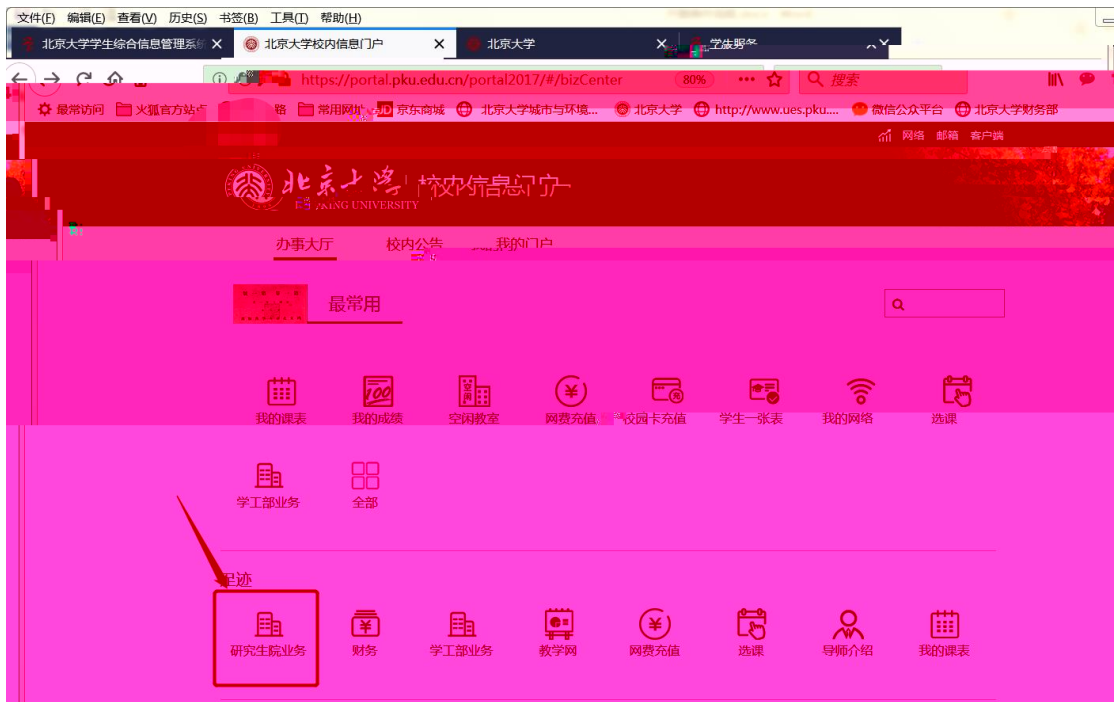 文件(F) 编辑(E) 查看(V) 历史(S) 书签(B) 工具(T) 帮助(H)
北京大学学生综合信息管理系统 北京大学校内信息门户 北京大学
https://portal.pku.edu.cn/portal2017/#/bizCenter 80% 搜索
最常访问 火狐官方站点 常用网址 JD 京东商城 北京大学城市与环境... 北京大学 http://www.ues.pku.... 微信公众平台 北京大学财务部
网络 邮箱 客户端
北京大学 校内信息门户
UNIVERSITY
办事大厅 校内公告 我的门户
最常用
我的课表 我的成绩 空闲教室 网费充值 校园卡充值 学生一张表 我的网络 选课
学工部业务 全部
足迹
研究生院业务 财务 学工部业务 教学网 网费充值 选课 导师介绍 我的课表